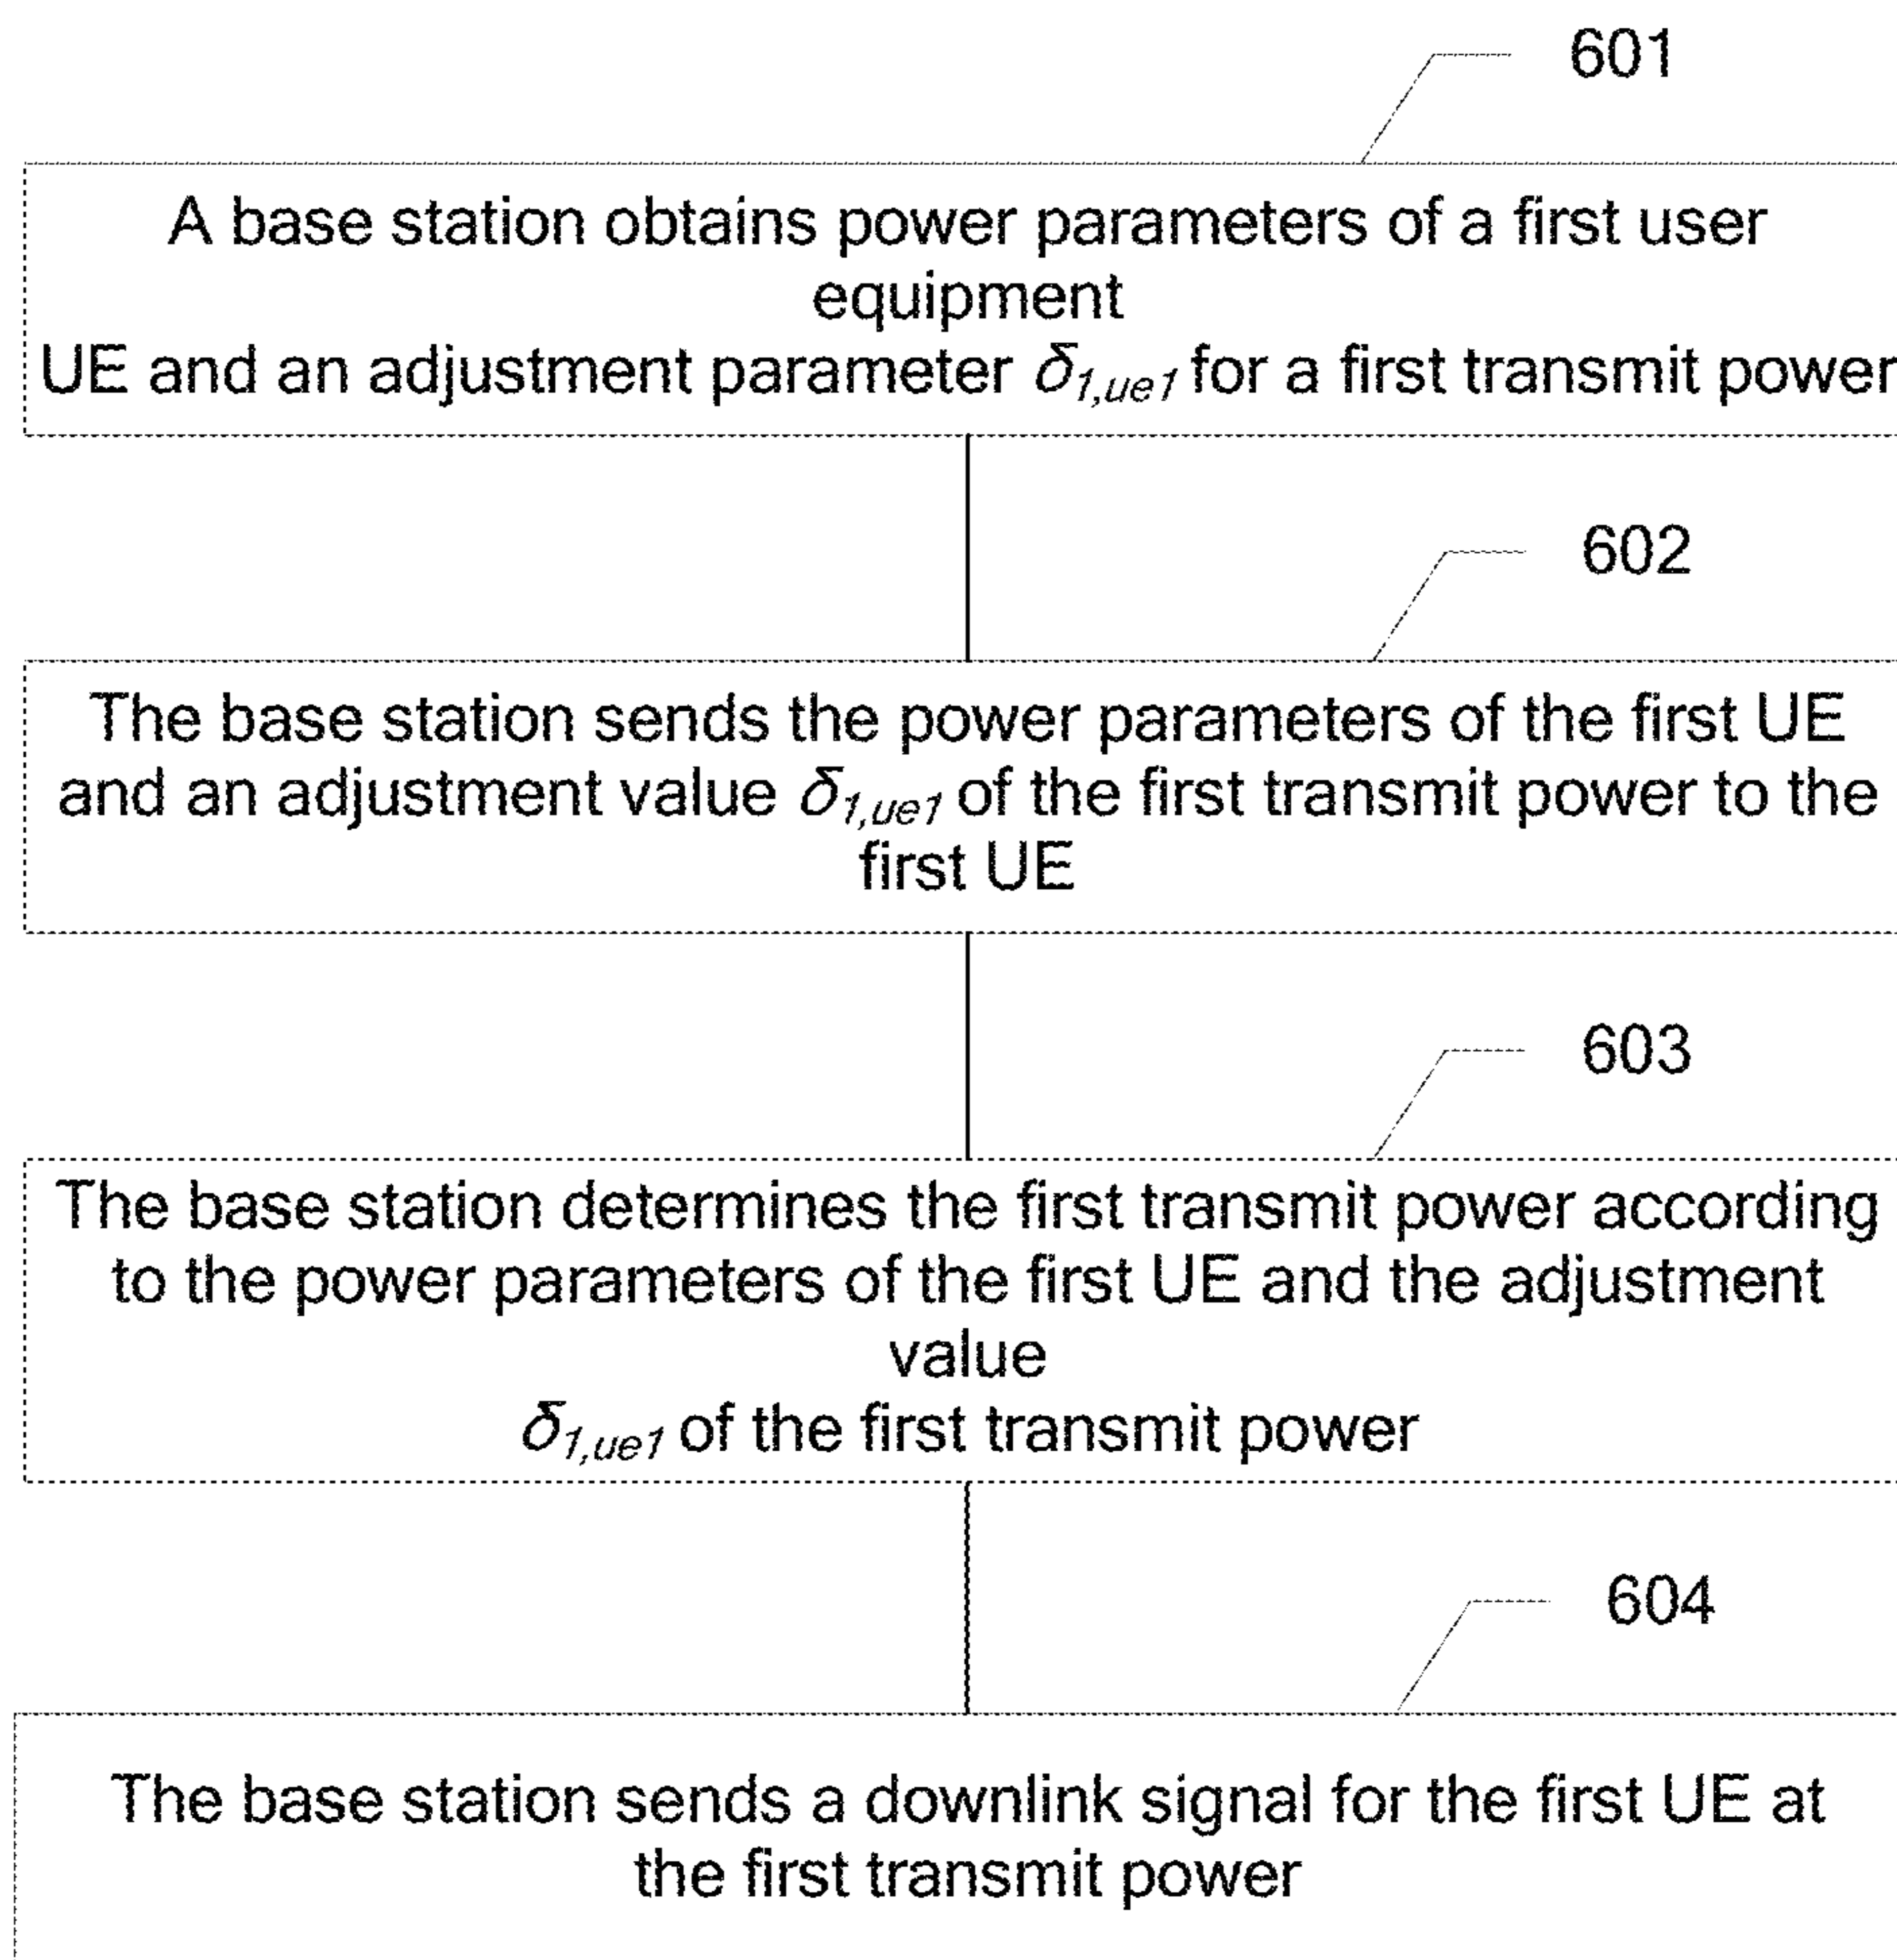 601
A base station obtains power parameters of a first user
equipment
UE and an adjustment parameter δ1,ue1 for a first transmit power
602
The base station sends the power parameters of the first UE
and an adjustment value δ1,ue1 of the first transmit power to the
first UE
603
The base station determines the first transmit power according
to the power parameters of the first UE and the adjustment
value
δ1,ue1 of the first transmit power
604
The base station sends a downlink signal for the first UE at
the first transmit power